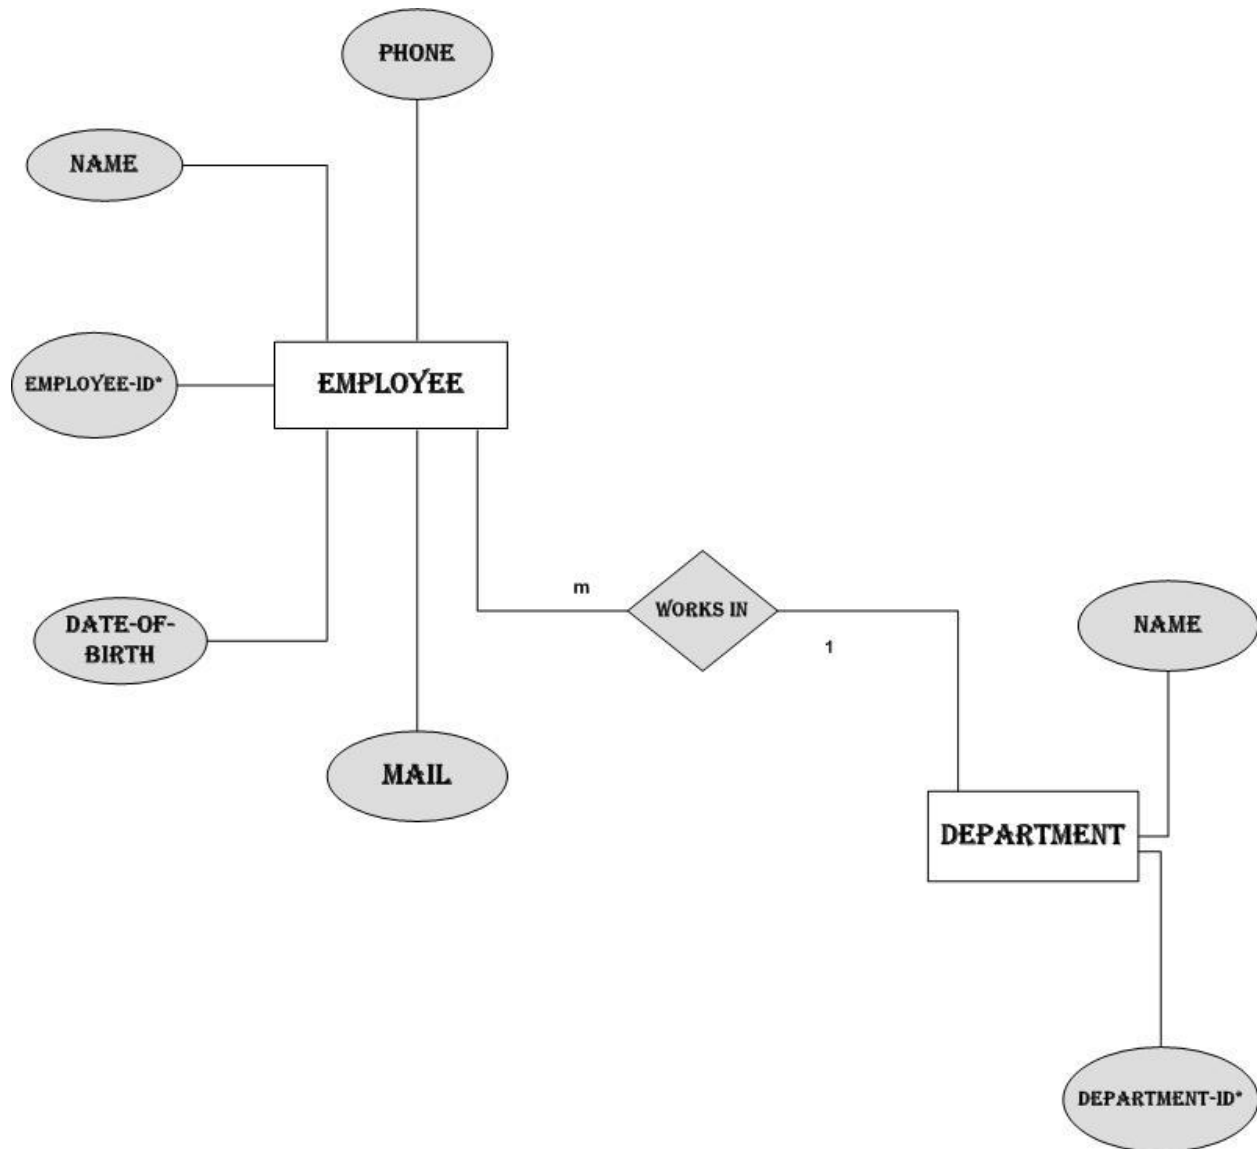 PHONE
NAME
EMPLOYEE-ID*
EMPLOYEE
DATE-OF-
BIRTH
MAIL
m
WORKS IN
1
NAME
DEPARTMENT
DEPARTMENT-ID*